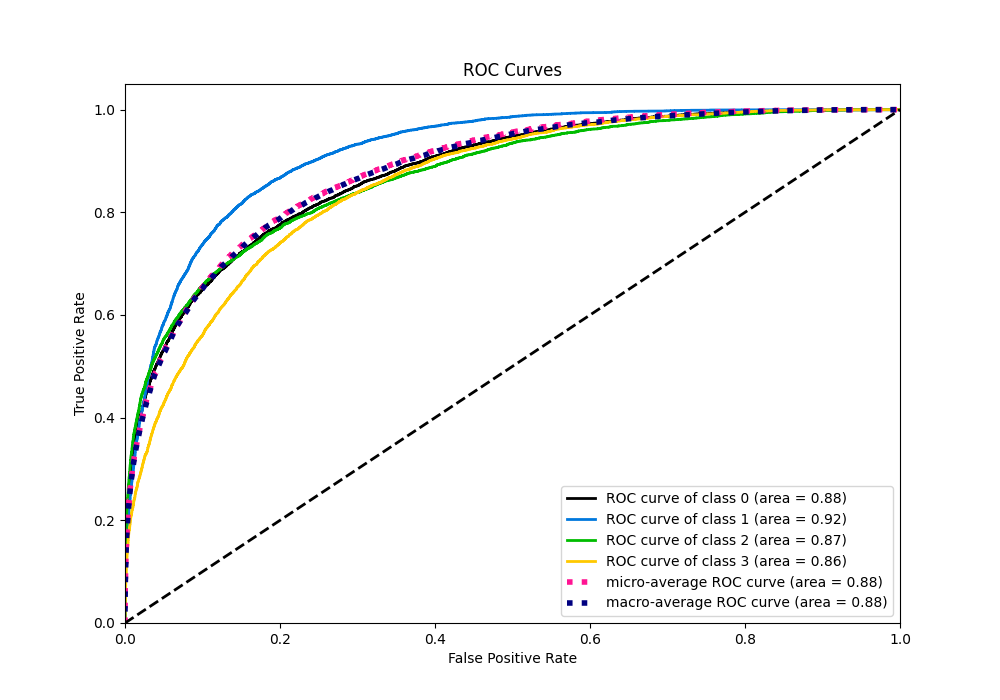 ROC Curves
True Positive Rate
1.0
0.8
0.6
0.4
0.2
0.0
0.0 0.2 0.4 0.6 0.8 1.0
False Positive Rate
ROC curve of class 0 (area = 0.88)
ROC curve of class 1 (area = 0.92)
ROC curve of class 2 (area = 0.87)
ROC curve of class 3 (area = 0.86)
micro-average ROC curve (area = 0.88)
macro-average ROC curve (area = 0.88)